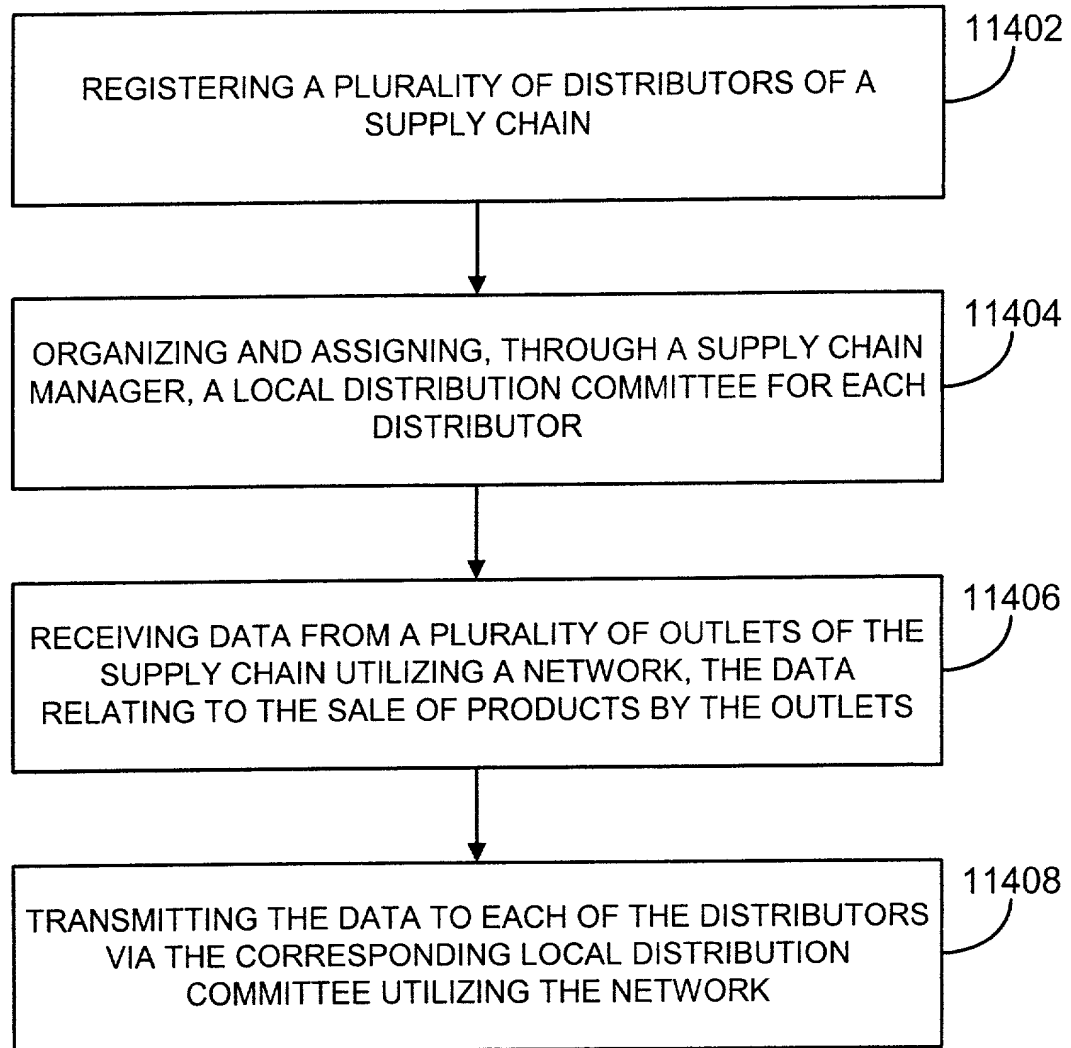 11402
REGISTERING A PLURALITY OF DISTRIBUTORS OF A
SUPPLY CHAIN
11404
ORGANIZING AND ASSIGNING, THROUGH A SUPPLY CHAIN
MANAGER, A LOCAL DISTRIBUTION COMMITTEE FOR EACH
DISTRIBUTOR
11406
RECEIVING DATA FROM A PLURALITY OF OUTLETS OF THE
SUPPLY CHAIN UTILIZING A NETWORK, THE DATA
RELATING TO THE SALE OF PRODUCTS BY THE OUTLETS
11408
TRANSMITTING THE DATA TO EACH OF THE DISTRIBUTORS
VIA THE CORRESPONDING LOCAL DISTRIBUTION
COMMITTEE UTILIZING THE NETWORK